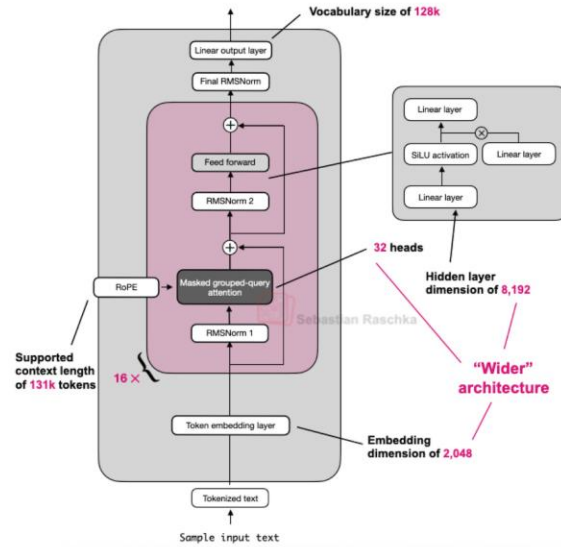 Vocabulary size of 128k
Linear output layer
Final RMSNorm
Feed forward
RMSNorm 2
Masked grouped-query
attention
RMSNorm 1
RoPE
Supported
context length
of 131k tokens
16 ×
Token embedding layer
Tokenized text
Sample input text
Linear layer
SiLU activation
Linear layer
Linear layer
32 heads
Hidden layer
dimension of
8,192
“Wider”
architecture
Embedding
dimension of 2,048
Sebastian Raschka